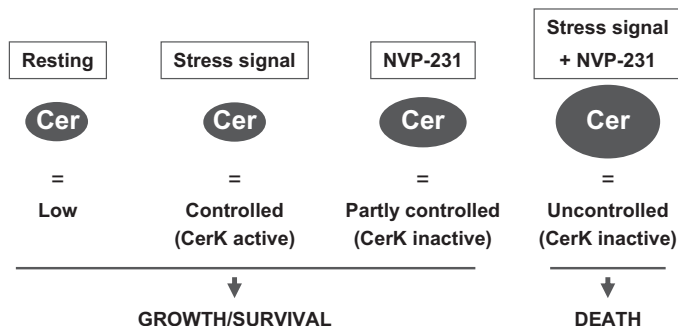 Resting
Stress signal
NVP-231
Stress signal
+ NVP-231
Cer
Cer
Cer
Cer
=
=
=
=
Low
Controlled
(CerK active)
Partly controlled
(CerK inactive)
Uncontrolled
(CerK inactive)
GROWTH/SURVIVAL
DEATH